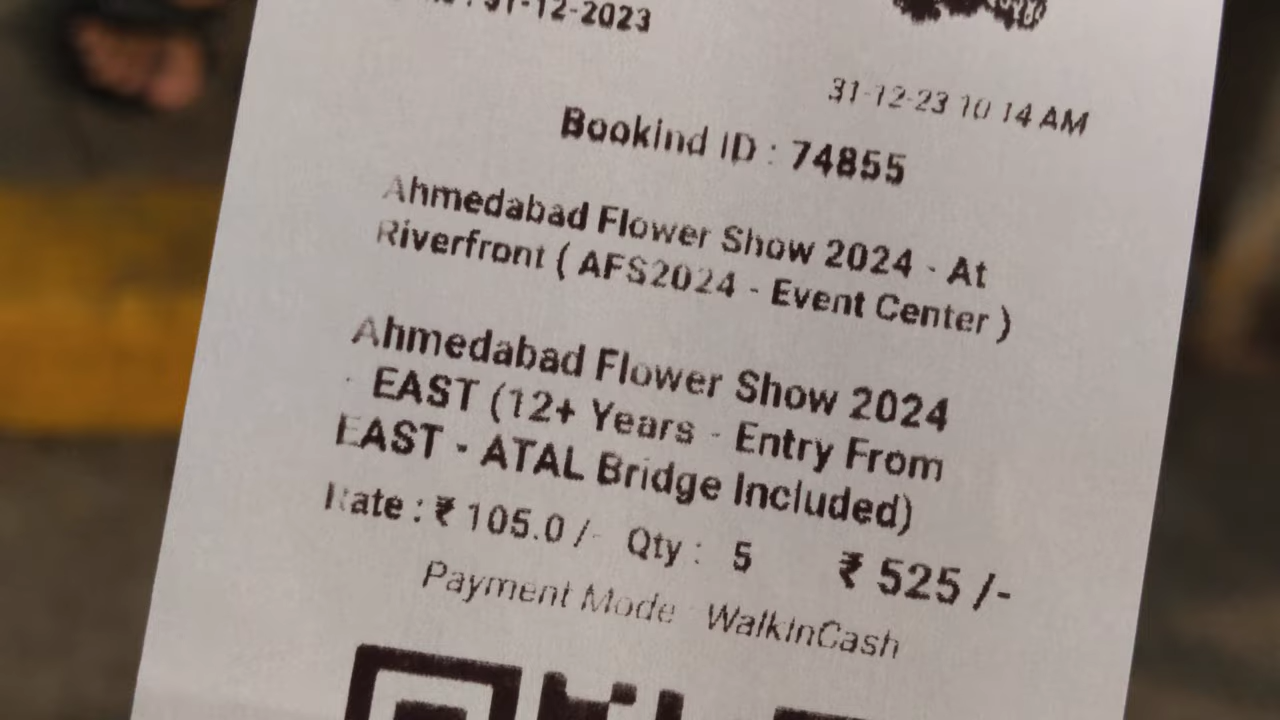 31-12-2023
31-12-23 10 14 AM
Bookind ID : 74855
Ahmedabad Flower Show 2024 - At
Riverfront ( AFS2024 - Event Center )
Ahmedabad Flower Show 2024
- EAST (12+ Years - Entry From
EAST - ATAL Bridge Included)
Rate : ₹ 105.0 /- Qty : 5 ₹ 525 /-
Payment Mode WalkInCash